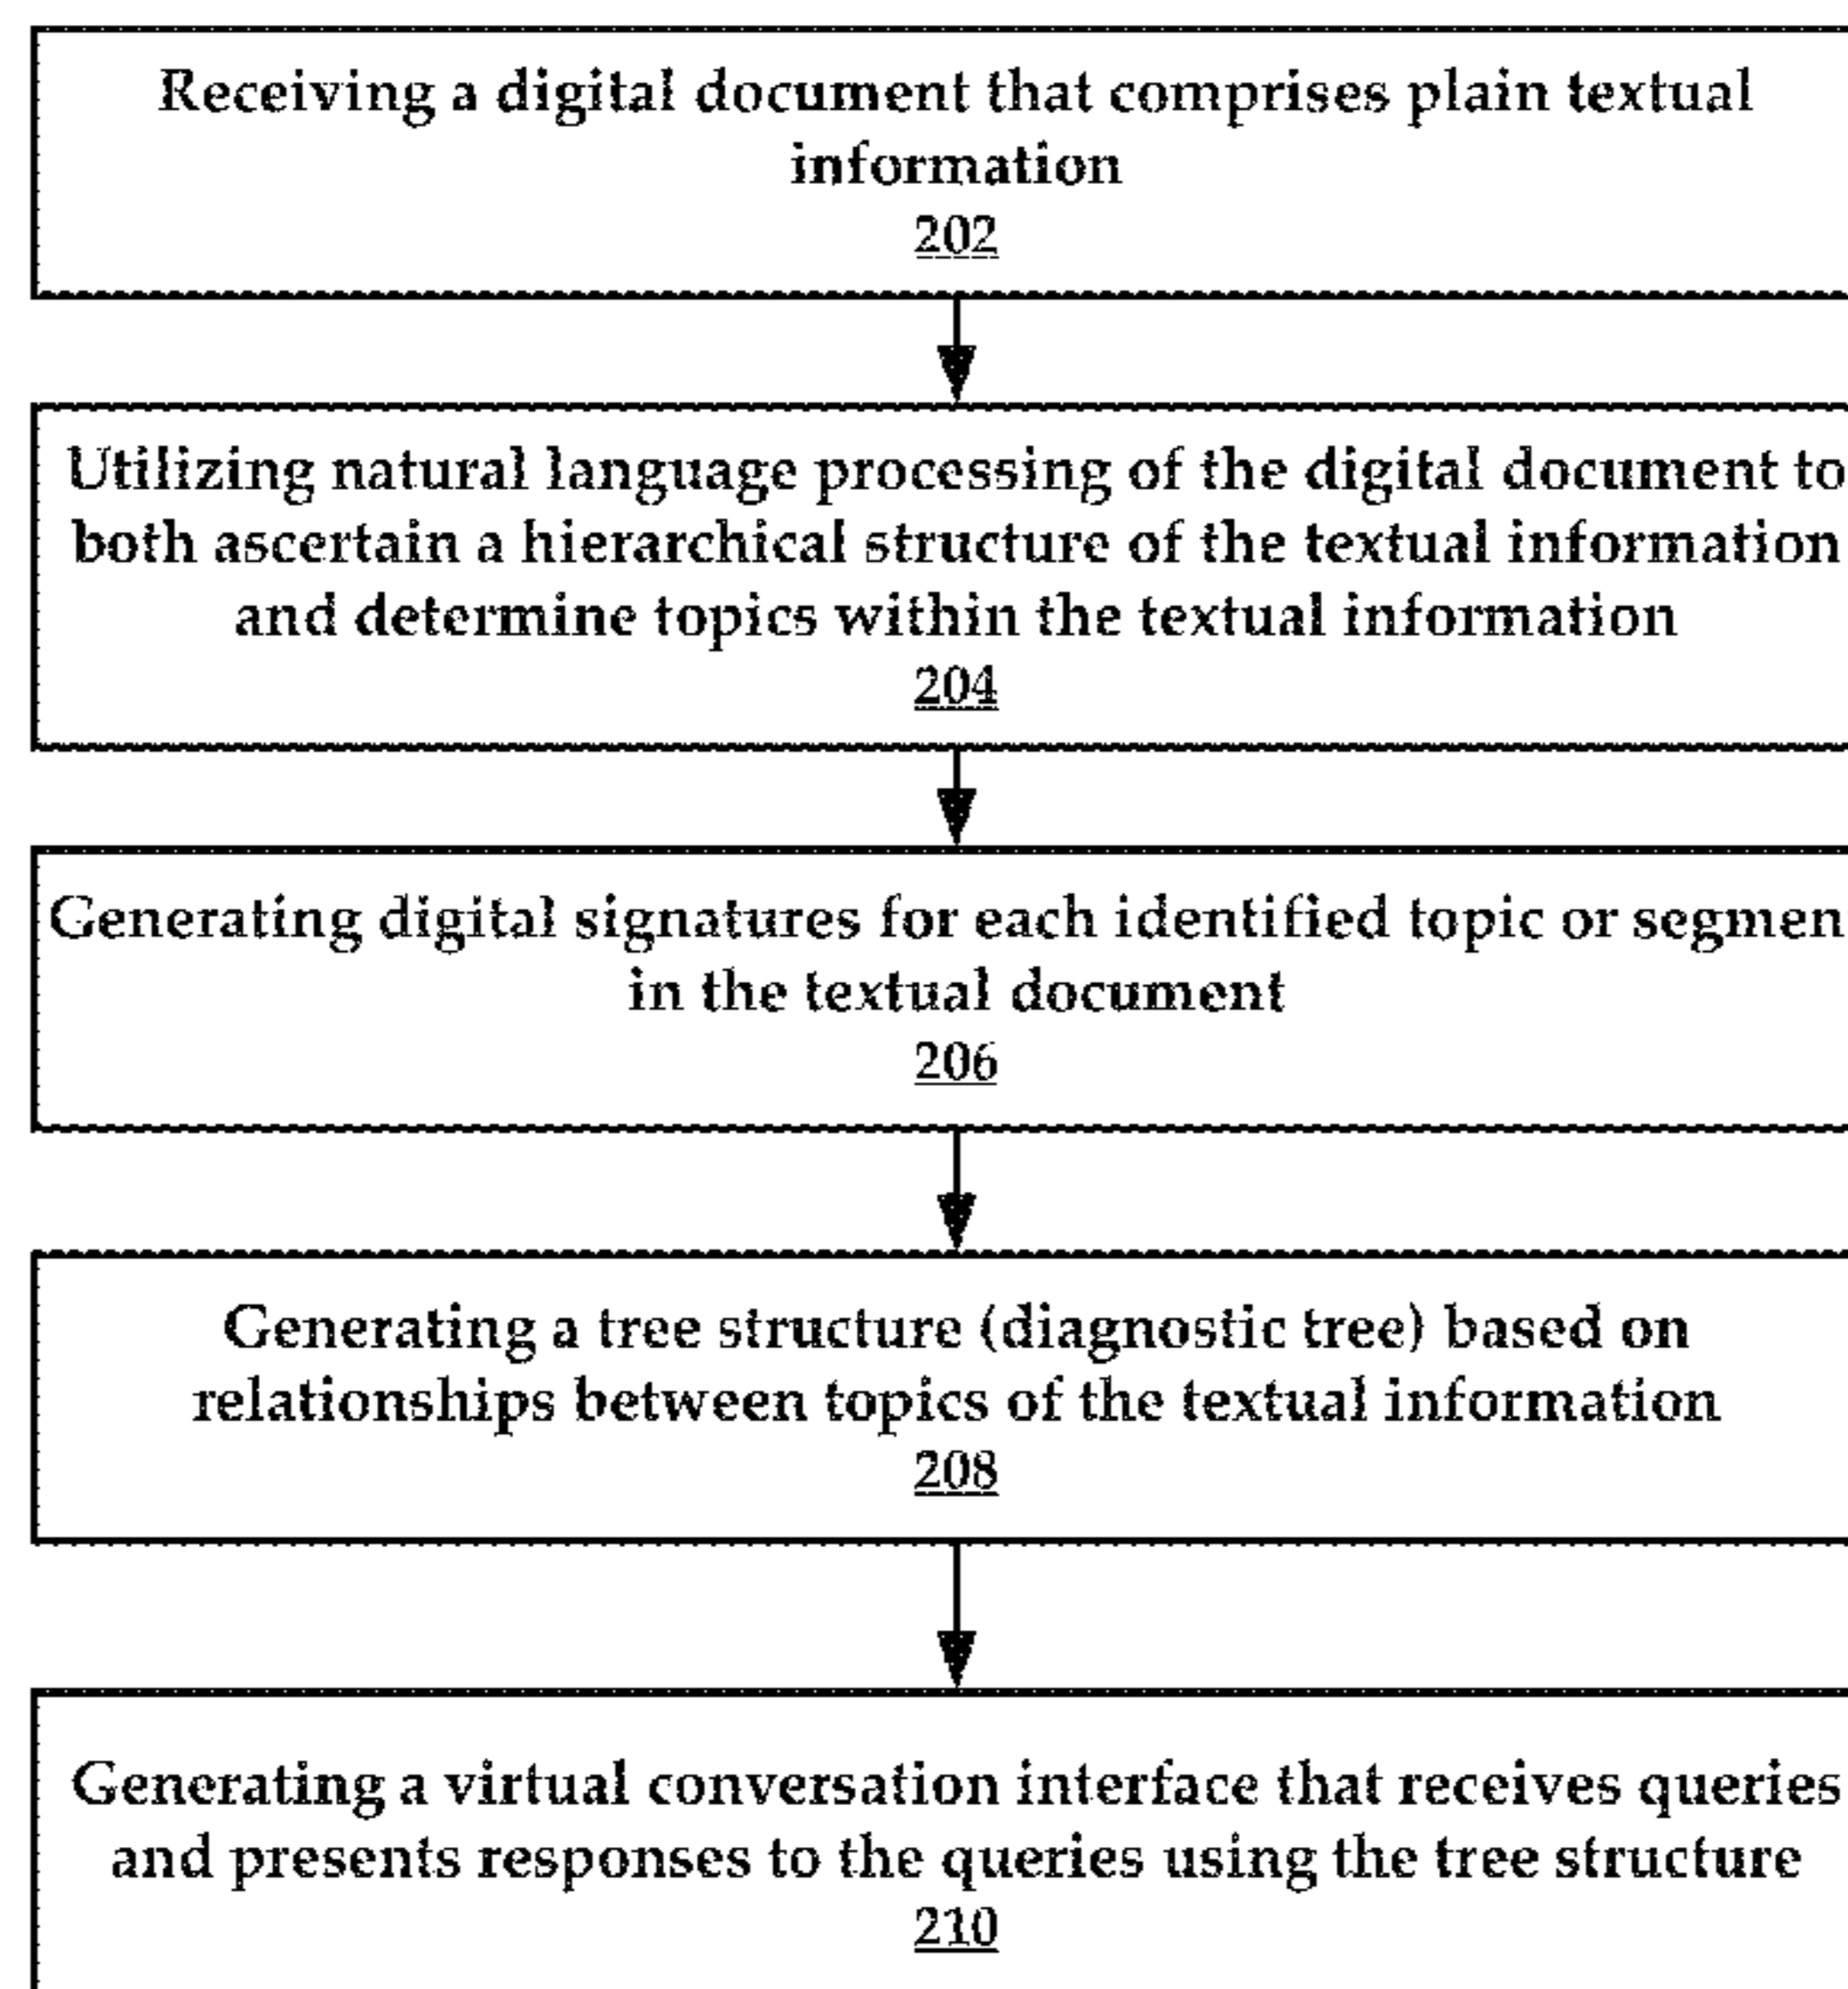 Receiving a digital document that comprises plain textual
information
202
Utilizing natural language processing of the digital document to
both ascertain a hierarchical structure of the textual information
and determine topics within the textual information
204
Generating digital signatures for each identified topic or segmen
in the textual document
206
Generating a tree structure (diagnostic tree) based on
relationships between topics of the textual information
208
Generating a virtual conversation interface that receives queries
and presents responses to the queries using the tree structure
210